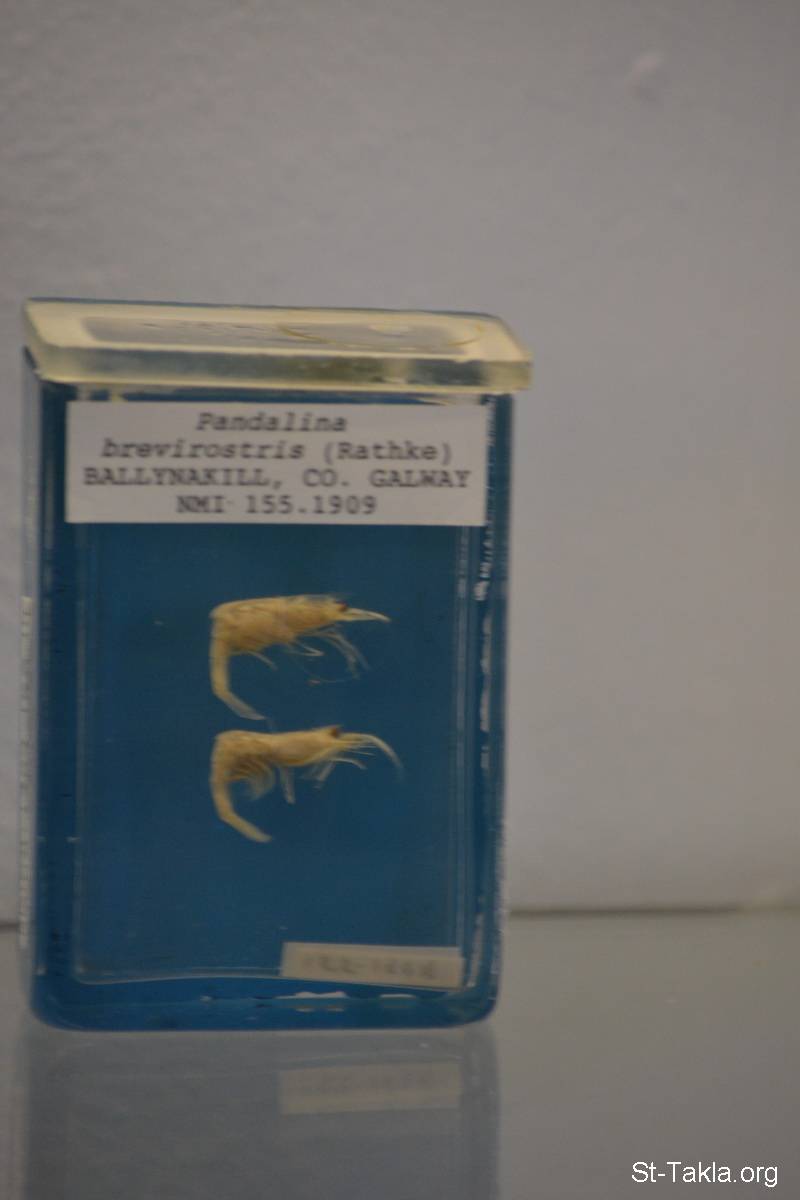 Pandalina
brevirostris (Rathke)
BALLYNAKILL, CO. GALWAY
NMI 155.1909
St-Takla.org